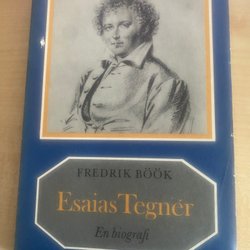 FREDRIK BÖÖK
Esaias Tegnér
En biografi